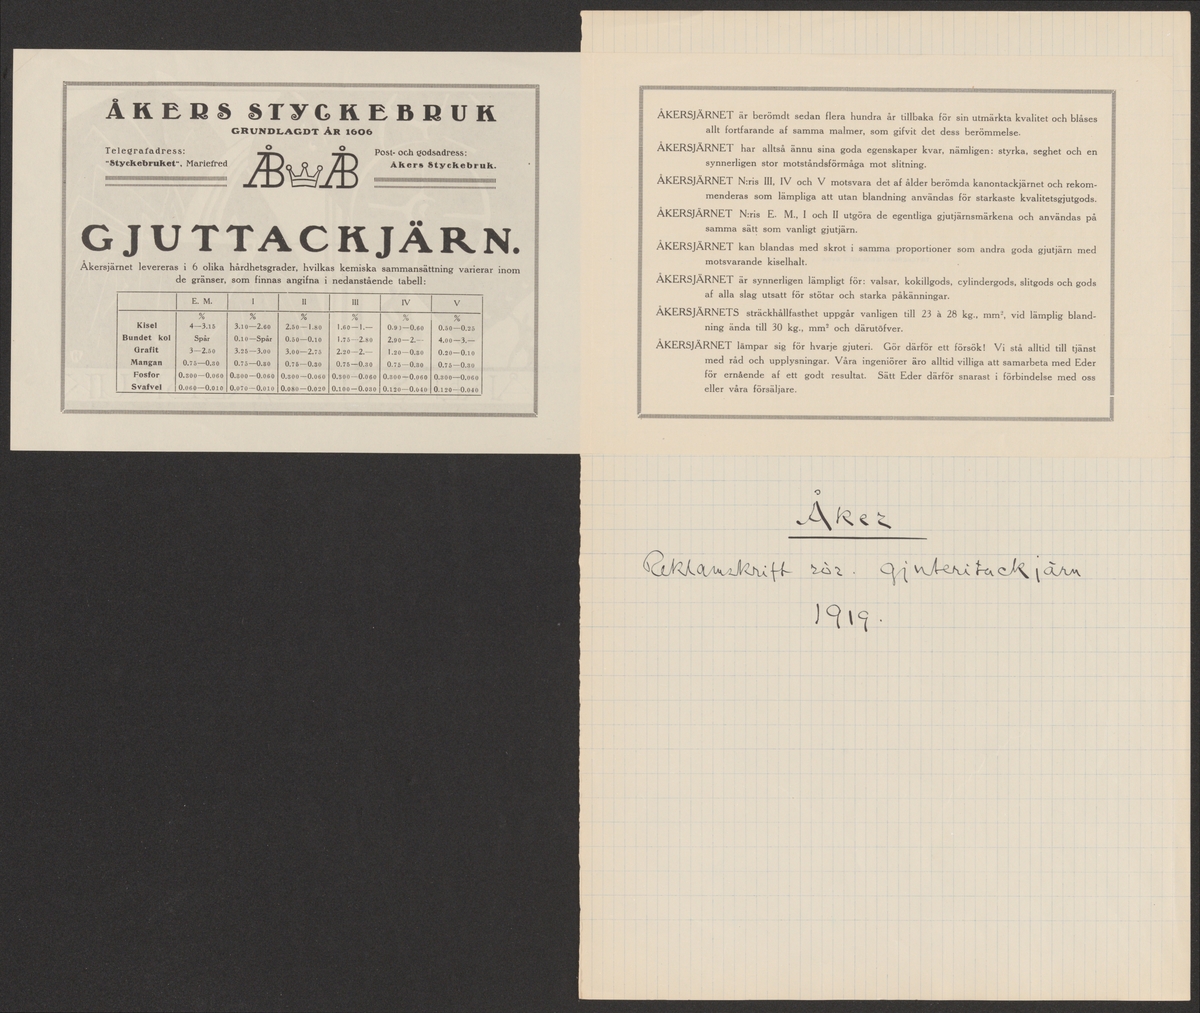 ÅKERS STYCKEBRUK
GRUNDLAGDT ÅR 1606
Telegrafadress:
"Styckebruket", Mariefred
ÅB ÅB
Post- och godsadress:
Åkers Styckebruk.
GJUTTACKJÄRN.
Åkersjärnet levereras i 6 olika hårdhetsgrader, hvilkas kemiska sammansättning varierar inom
de gränser, som finnas angifna i nedanstående tabell:
E. M. I II III IV V
% % % % % %
Kisel 4—3.15 3.10—2.60 2.50—1.80 1.60—1.— 0.90—0.60 0.50—0.25
Bundet kol Spår 0.10—Spår 0.50—0.10 1.75—2.90 2.90—2.— 4,00—3.—
Grafit 3—2.50 3.25—3,00 3,00—2.75 2.20—2.— 1.20—0.80 0.20—0.10
Mangan 0.75—0.30 0.75—0.30 0.75—0.30 0.75—0.30 0.75—0.30 0.75—0.30
Fosfor 0.200—0.060 0.200—0.060 0.200—0.060 0.200—0.060 0.200—0.060 0.200—0.060
Svafvel 0.060—0.010 0.070—0.010 0.080—0.020 0.100—0.030 0.120—0.040 0.120—0.040
ÅKERSJÄRNET är berömdt sedan flera hundra år tillbaka för sin utmärkta kvalitet och blåses
allt fortfarande af samma malmer, som gifvit det dess berömmelse.
ÅKERSJÄRNET har alltså ännu sina goda egenskaper kvar, nämligen: styrka, seghet och en
synnerligen stor motståndsförmåga mot slitning.
ÅKERSJÄRNET N:ris III, IV och V motsvara det af ålder berömda kanontackjärnet och rekom-
menderas som lämpliga att utan blandning användas för starkaste kvalitetsgjutgods.
ÅKERSJÄRNET N:ris E. M., I och II utgöra de egentliga gjutjärnsmärkena och användas på
samma sätt som vanligt gjutjärn.
ÅKERSJÄRNET kan blandas med skrot i samma proportioner som andra goda gjutjärn med
motsvarande kiselhalt.
ÅKERSJÄRNET är synnerligen lämpligt för: valsar, kokillgods, cylindergods, slitgods och gods
af alla slag utsatt för stötar och starka påkänningar.
ÅKERSJÄRNETS sträckhållfasthet uppgår vanligen till 23 à 28 kg., mm², vid lämplig bland-
ning ända till 30 kg., mm² och därutöfver.
ÅKERSJÄRNET lämpar sig för hvarje gjuteri. Gör därför ett försök! Vi stå alltid till tjänst
med råd och upplysningar. Våra ingeniörer äro alltid villiga att samarbeta med Eder
för ernående af ett godt resultat. Sätt Eder därför snarast i förbindelse med oss
eller våra försäljare.
Åker
Reklamskrift rör. gjuteritackjärn
1919.